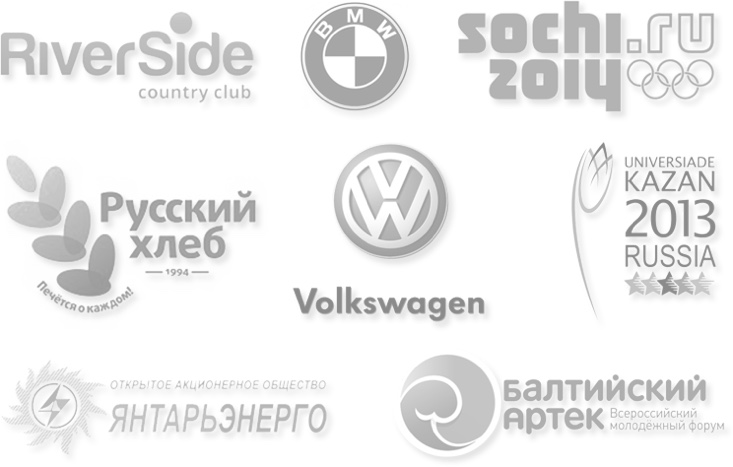 RiverSide
country club
BMW
sochi.ru
2014
Русский
хлеб
1994
Печётся о каждом!
VW
Volkswagen
UNIVERSIADE
KAZAN
2013
RUSSIA
ОТКРЫТОЕ АКЦИОНЕРНОЕ ОБЩЕСТВО
ЯНТАРЬЭНЕРГО
БАЛТИЙСКИЙ
АРТЕК
Всероссийский
молодёжный форум